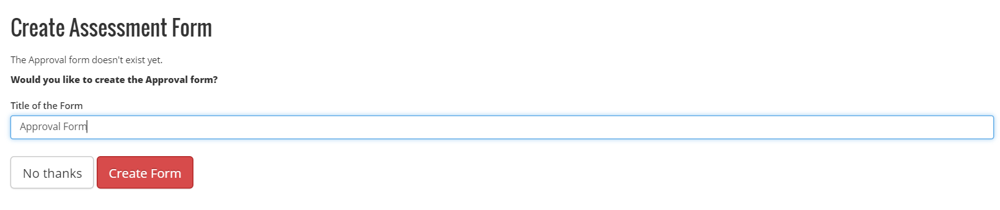 Create Assessment Form
The Approval form doesn't exist yet.
Would you like to create the Approval form?
Title of the Form
Approval Form
No thanks
Create Form